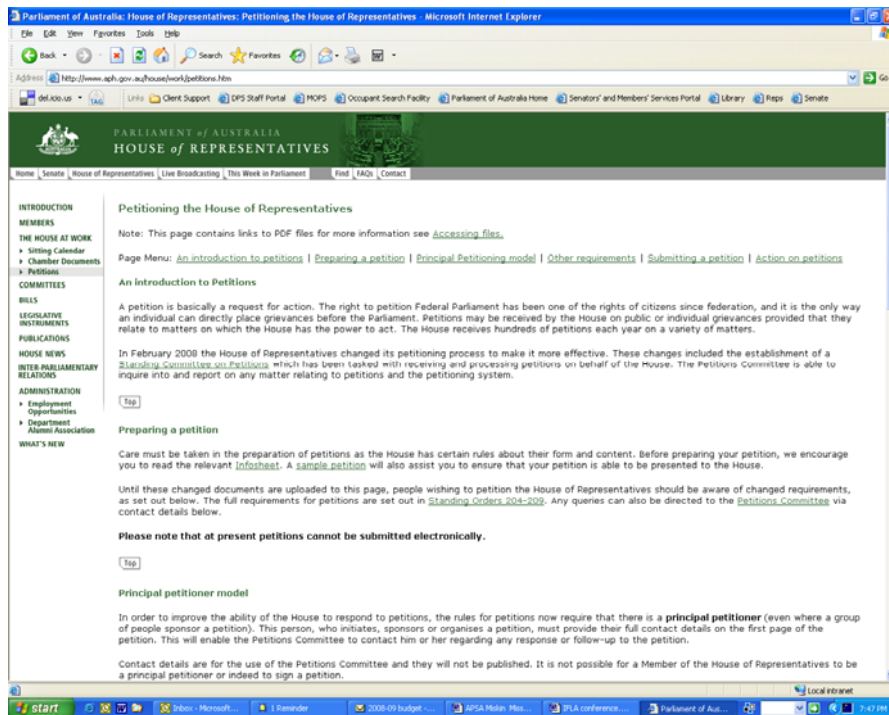 Parliament of Australia: House of Representatives: Petitioning the House of Representatives - Microsoft Internet Explorer
File Edit View Favorites Tools Help
Back Search Favorites
Address http://www.aph.gov.au/house/work/petitions.htm Go
del.icio.us TAG Links Client Support DPS Staff Portal MOPS Occupant Search Facility Parliament of Australia Home Senators' and Members' Services Portal Library Reps Senate
PARLIAMENT of AUSTRALIA
HOUSE of REPRESENTATIVES
Home Senate House of Representatives Live Broadcasting This Week in Parliament Find FAQs Contact
INTRODUCTION
MEMBERS
THE HOUSE AT WORK
Sitting Calendar
Chamber Documents
Petitions
COMMITTEES
BILLS
LEGISLATIVE
INSTRUMENTS
PUBLICATIONS
HOUSE NEWS
INTER-PARLIAMENTARY
RELATIONS
ADMINISTRATION
Employment
Opportunities
Department
Alumni Association
WHAT'S NEW
Petitioning the House of Representatives
Note: This page contains links to PDF files for more information see Accessing files.
Page Menu: An introduction to petitions | Preparing a petition | Principal Petitioning model | Other requirements | Submitting a petition | Action on petitions
An introduction to Petitions
A petition is basically a request for action. The right to petition Federal Parliament has been one of the rights of citizens since federation, and it is the only way
an individual can directly place grievances before the Parliament. Petitions may be received by the House on public or individual grievances provided that they
relate to matters on which the House has the power to act. The House receives hundreds of petitions each year on a variety of matters.
In February 2008 the House of Representatives changed its petitioning process to make it more effective. These changes included the establishment of a
Standing Committee on Petitions which has been tasked with receiving and processing petitions on behalf of the House. The Petitions Committee is able to
inquire into and report on any matter relating to petitions and the petitioning system.
Top
Preparing a petition
Care must be taken in the preparation of petitions as the House has certain rules about their form and content. Before preparing your petition, we encourage
you to read the relevant Infosheet. A sample petition will also assist you to ensure that your petition is able to be presented to the House.
Until these changed documents are uploaded to this page, people wishing to petition the House of Representatives should be aware of changed requirements,
as set out below. The full requirements for petitions are set out in Standing Orders 204-209. Any queries can also be directed to the Petitions Committee via
contact details below.
Please note that at present petitions cannot be submitted electronically.
Top
Principal petitioner model
In order to improve the ability of the House to respond to petitions, the rules for petitions now require that there is a principal petitioner (even where a group
of people sponsor a petition). This person, who initiates, sponsors or organises a petition, must provide their full contact details on the first page of the
petition. This will enable the Petitions Committee to contact him or her regarding any response or follow-up to the petition.
Contact details are for the use of the Petitions Committee and they will not be published. It is not possible for a Member of the House of Representatives to be
a principal petitioner or indeed to sign a petition.
Local intranet
start Inbox - Microsoft... 1 Reminder 2008-09 budget -... APSA Miskin Miss... IFLA conference.... Parliament of Aus... 7:47 PM